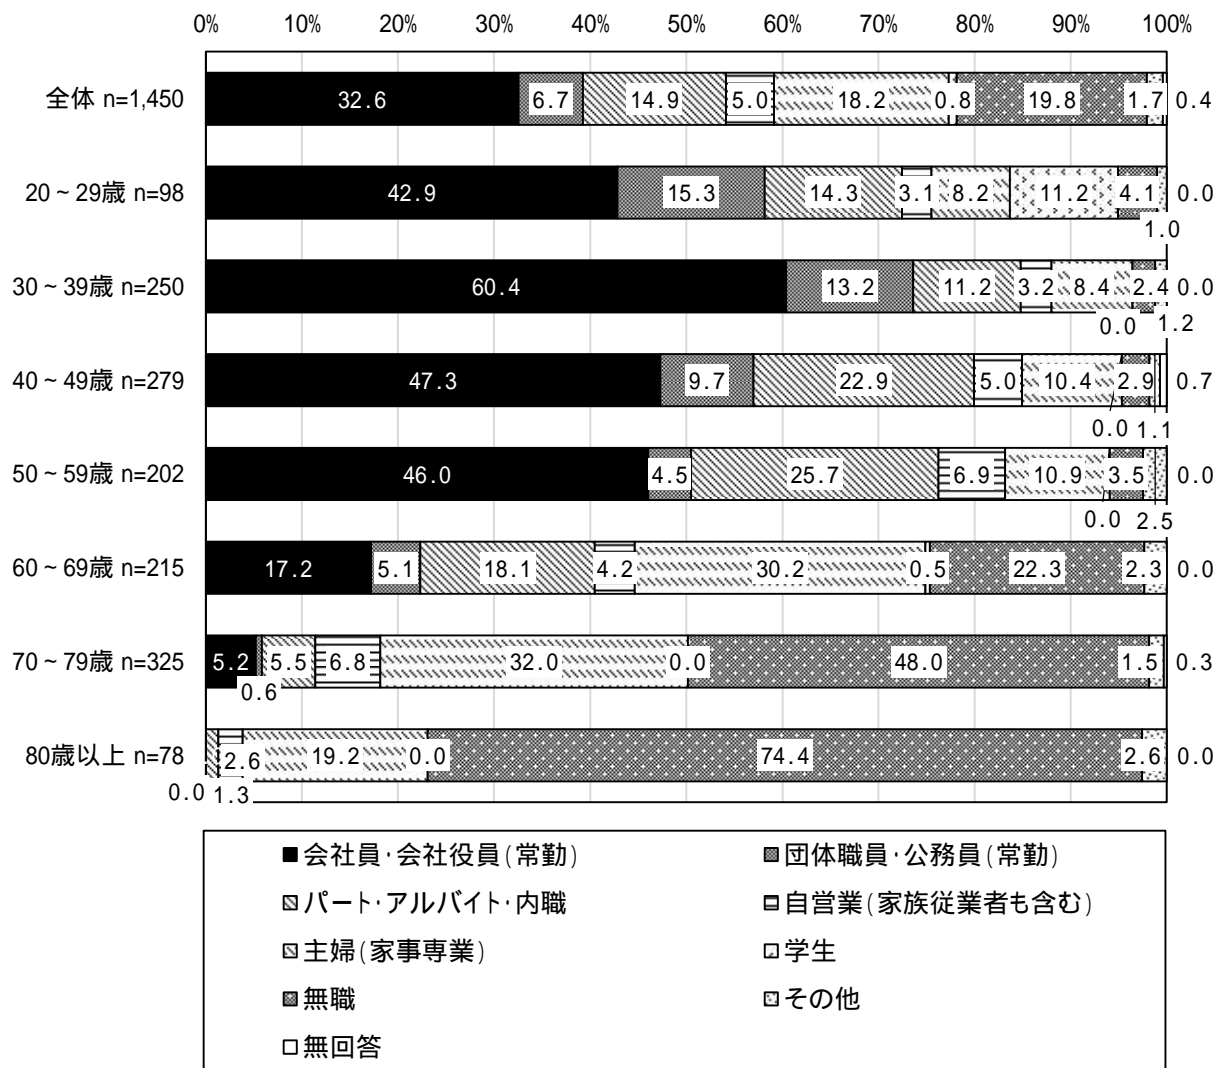 0% 10% 20% 30% 40% 50% 60% 70% 80% 90% 100%
全体 n=1,450 32.6 6.7 14.9 5.0 18.2 0.8 19.8 1.7 0.4
20～29歳 n=98 42.9 15.3 14.3 3.1 8.2 11.2 4.1 0.0
1.0
30～39歳 n=250 60.4 13.2 11.2 3.2 8.4 2.4 0.0
0.0 1.2
40～49歳 n=279 47.3 9.7 22.9 5.0 10.4 2.9 0.7
0.0 1.1
50～59歳 n=202 46.0 4.5 25.7 6.9 10.9 3.5 0.0
0.0 2.5
60～69歳 n=215 17.2 5.1 18.1 4.2 30.2 0.5 22.3 2.3 0.0
70～79歳 n=325 5.2 5.5 6.8 32.0 0.0 48.0 1.5 0.3
0.6
80歳以上 n=78 2.6 19.2 0.0 74.4 2.6 0.0
0.0 1.3
会社員･会社役員(常勤) 団体職員･公務員(常勤)
パート･アルバイト･内職 自営業(家族従業者も含む)
主婦(家事専業) 学生
無職 その他
無回答